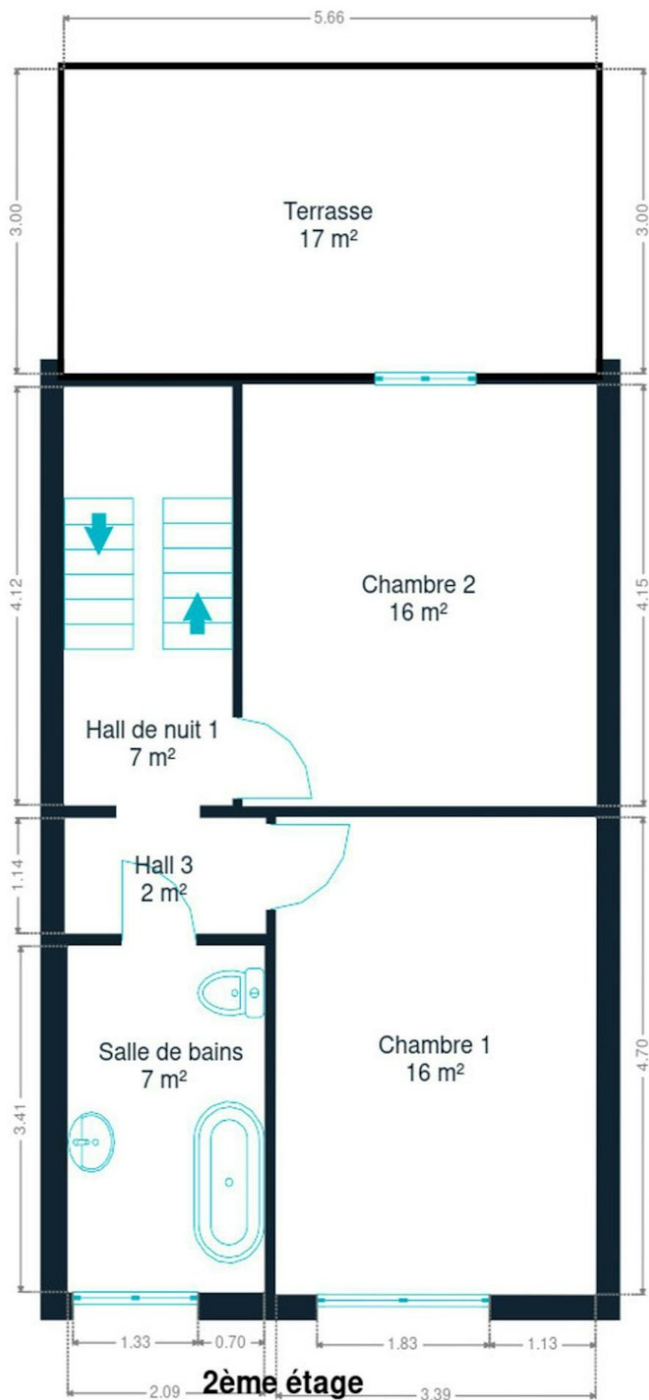 5.66
3.00
3.00
Terrasse
17 m²
4.12
4.15
Chambre 2
16 m²
Hall de nuit 1
7 m²
1.14
Hall 3
2 m²
4.70
Chambre 1
16 m²
Salle de bains
7 m²
3.41
1.33
0.70
1.83
1.13
2.09
2ème étage
3.39